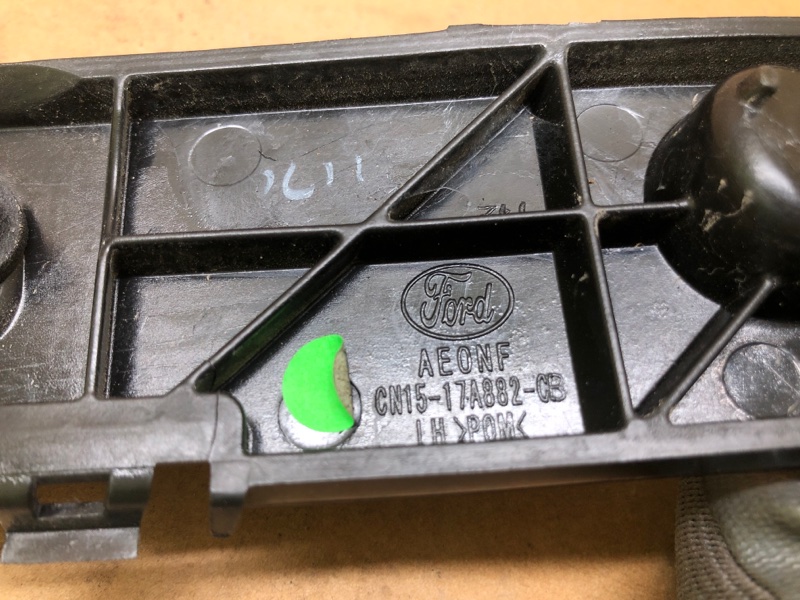 Ford
AEONF
CN15-17A882-CB
LH >POM<